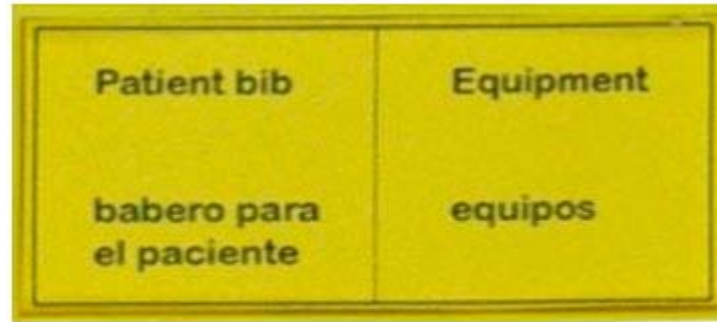 Patient bib
babero para
el paciente
Equipment
equipos